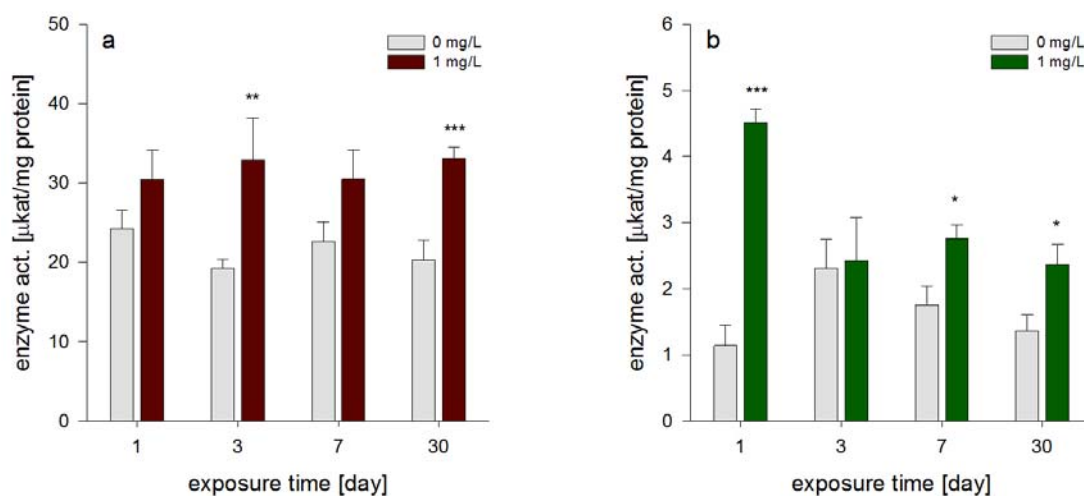 a
0 mg/L
1 mg/L
50
40
30
20
10
0
enzyme act. [µkat/mg protein]
**
***
1 3 7 30
exposure time [day]
b
0 mg/L
1 mg/L
6
5
4
3
2
1
0
enzyme act. [µkat/mg protein]
***
*
*
1 3 7 30
exposure time [day]